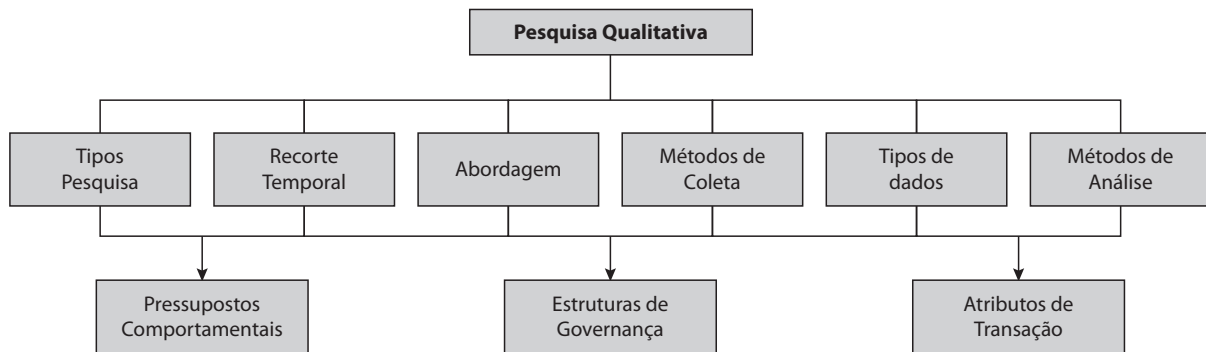 Pesquisa Qualitativa
Tipos
Pesquisa
Recorte
Temporal
Abordagem
Métodos de
Coleta
Tipos de
dados
Métodos de
Análise
Pressupostos
Comportamentais
Estruturas de
Governança
Atributos de
Transação